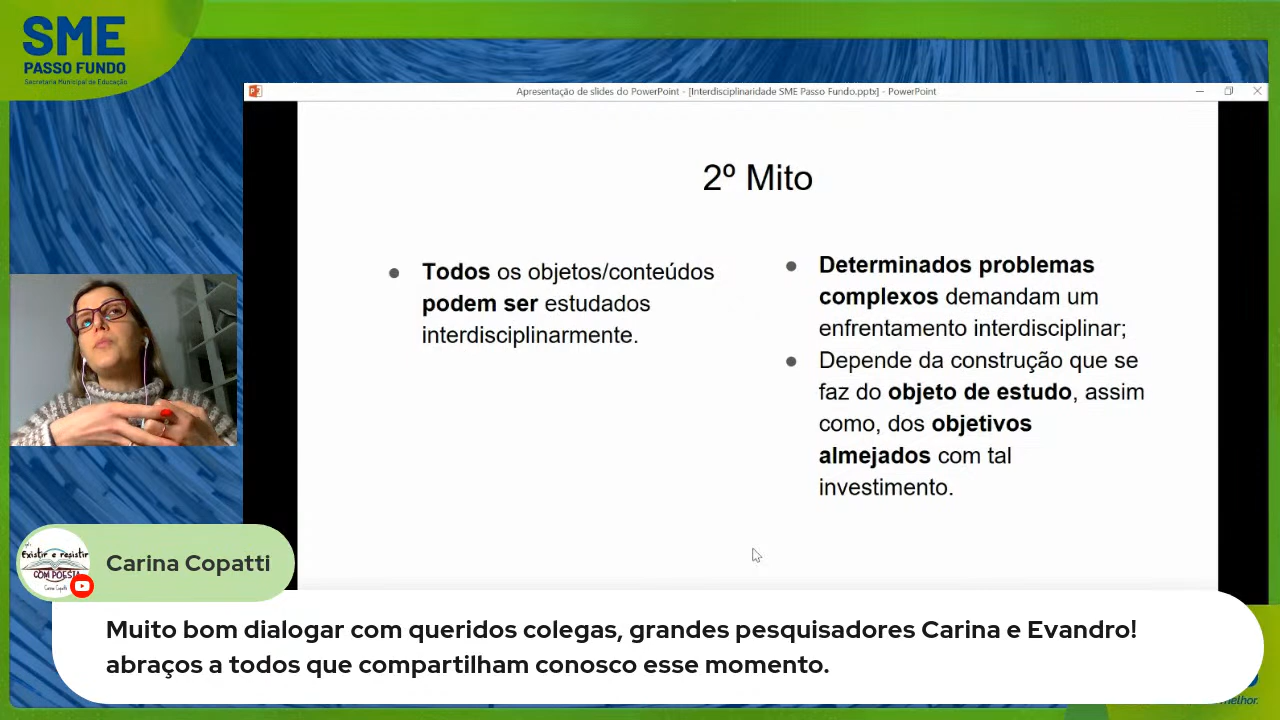 SME
PASSO FUNDO
Secretaria Municipal de Educação
Apresentação de slides do PowerPoint - [Interdisciplinaridade SME Passo Fundo.pptx] - PowerPoint
2º Mito
Todos os objetos/conteúdos
podem ser estudados
interdisciplinarmente.
Determinados problemas
complexos demandam um
enfrentamento interdisciplinar;
Depende da construção que se
faz do objeto de estudo, assim
como, dos objetivos
almejados com tal
investimento.
Existir e resistir
COM POESIA
Carina Copatti
Carina Copatti
Muito bom dialogar com queridos colegas, grandes pesquisadores Carina e Evandro!
abraços a todos que compartilham conosco esse momento.